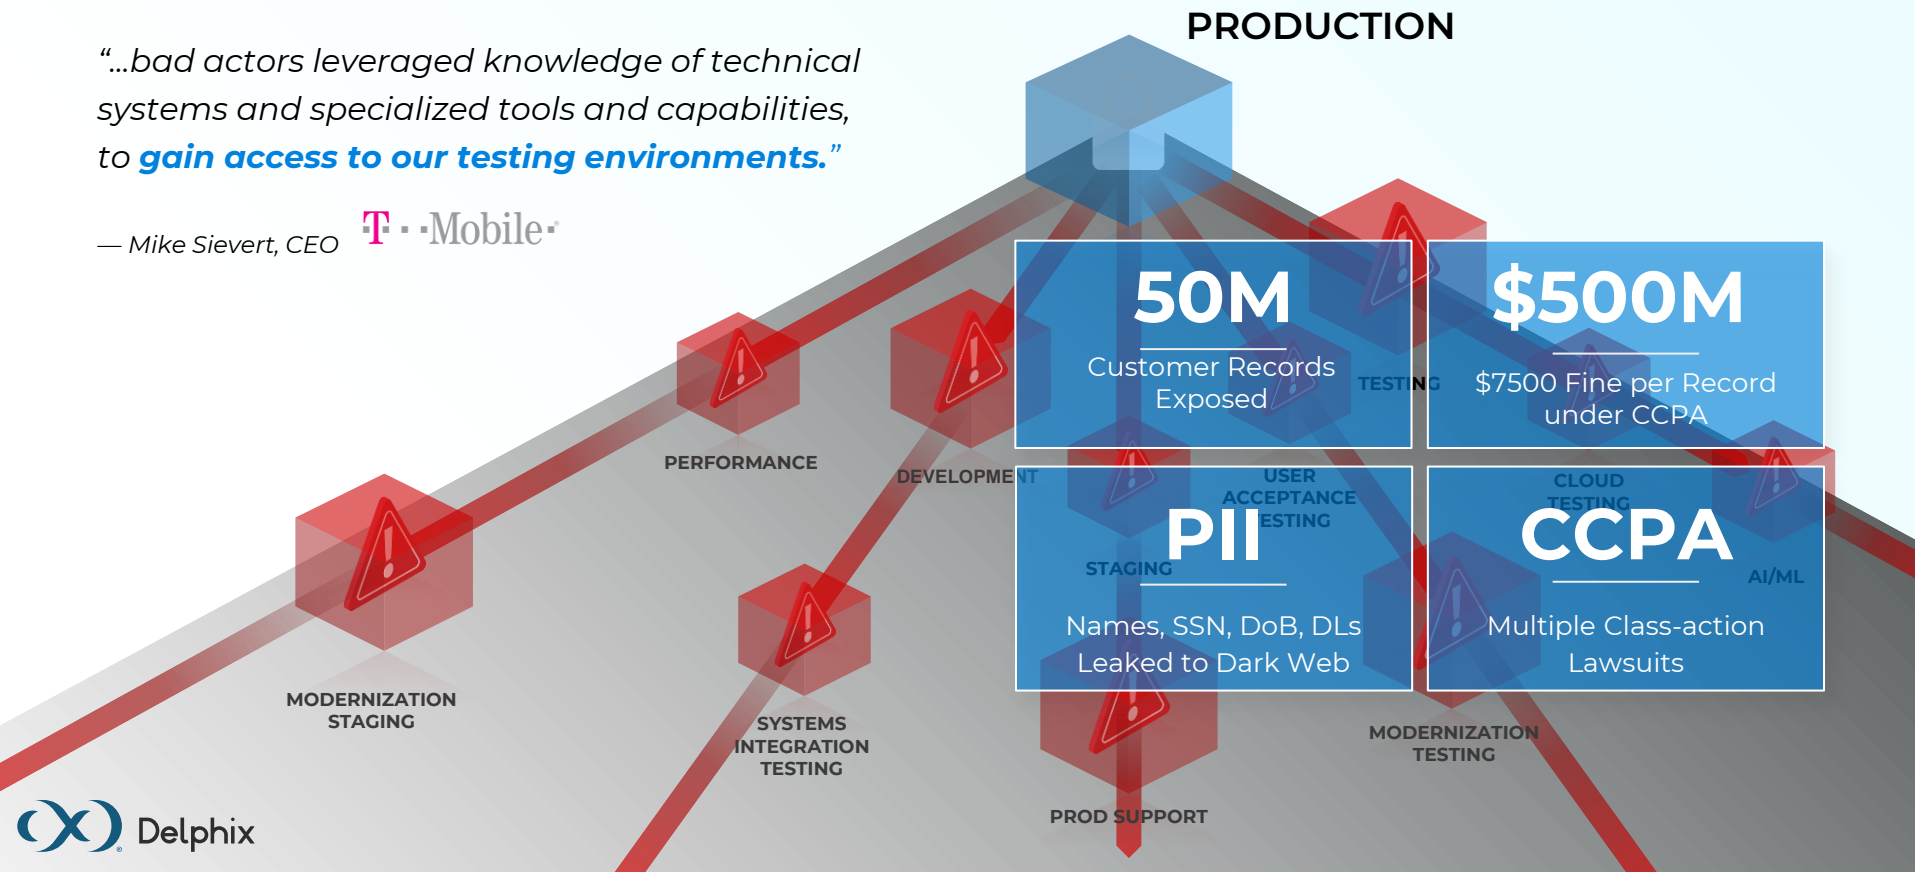 PRODUCTION
“...bad actors leveraged knowledge of technical
systems and specialized tools and capabilities,
to gain access to our testing environments.”
— Mike Sievert, CEO
T··Mobile·®
50M
Customer Records
Exposed
$500M
$7500 Fine per Record
under CCPA
PII
Names, SSN, DoB, DLs
Leaked to Dark Web
CCPA
Multiple Class-action
Lawsuits
TESTING
PERFORMANCE
DEVELOPMENT
USER
ACCEPTANCE
TESTING
CLOUD
TESTING
STAGING
AI/ML
MODERNIZATION
STAGING
SYSTEMS
INTEGRATION
TESTING
MODERNIZATION
TESTING
PROD SUPPORT
Delphix